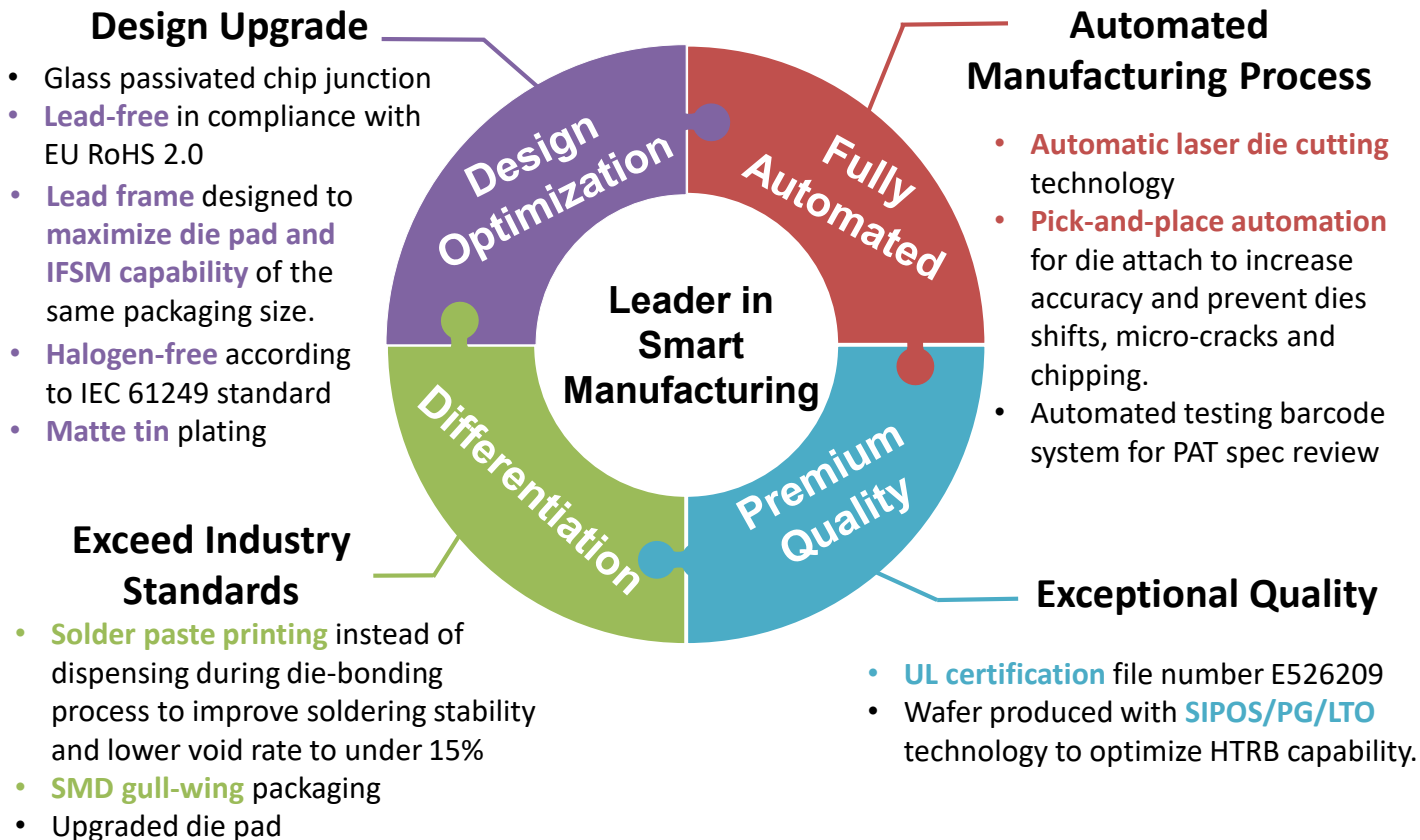 Design Upgrade
• Glass passivated chip junction
• Lead-free in compliance with
EU RoHS 2.0
• Lead frame designed to
maximize die pad and
IFSM capability of the
same packaging size.
• Halogen-free according
to IEC 61249 standard
• Matte tin plating
Automated
Manufacturing Process
• Automatic laser die cutting
technology
• Pick-and-place automation
for die attach to increase
accuracy and prevent dies
shifts, micro-cracks and
chipping.
• Automated testing barcode
system for PAT spec review
Design
Optimization
Fully
Automated
Leader in
Smart
Manufacturing
Differentiation
Premium
Quality
Exceed Industry
Standards
• Solder paste printing instead of
dispensing during die-bonding
process to improve soldering stability
and lower void rate to under 15%
• SMD gull-wing packaging
• Upgraded die pad
Exceptional Quality
• UL certification file number E526209
• Wafer produced with SIPOS/PG/LTO
technology to optimize HTRB capability.